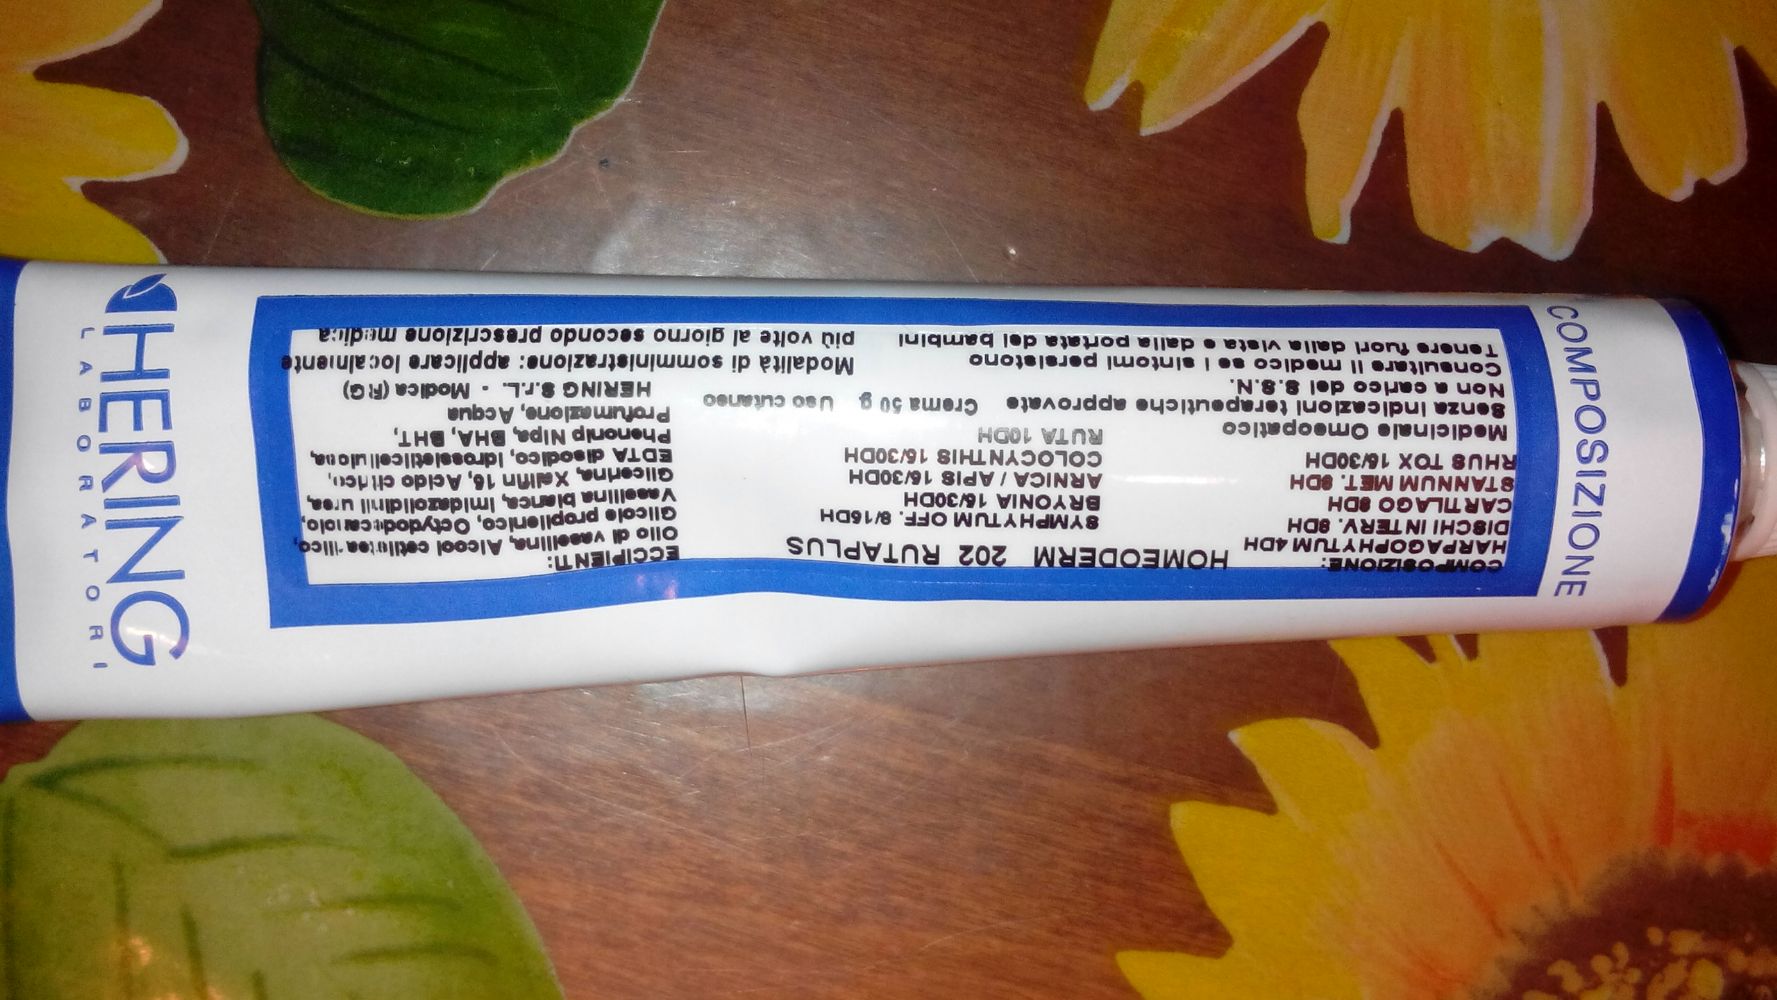 COMPOSIZIONE
COMPOSIZIONE:
HARPAGOPHYTUM 4DH
DISCHI INTERV. 8DH
CARTILAGO 8DH
STANNUM MET. 8DH
RHUS TOX 16/30DH
HOMEODERM 202 RUTAPLUS
SYMPHYTUM OFF. 8/16DH
BRYONIA 16/30DH
ARNICA / APIS 16/30DH
COLOCYNTHIS 16/30DH
RUTA 10DH
ECCIPIENTI:
Olio di vasellina, Alcool cetilstearilico,
Glicole propilenico, Octydodecanolo,
Vasellina bianca, Imidazolidinil urea,
Glicerina, Xalifin 15, Acido citrico,
EDTA disodico, Idrossietilcellulosa,
Phenonip Nipa, BHA, BHT,
Profumazione, Acqua
Medicinale Omeopatico
Senza indicazioni terapeutiche approvate Crema 50 g Uso cutaneo
HERING S.r.L. - Modica (RG)
Non a carico del S.S.N.
Consultare il medico se i sintomi persistono
Tenere fuori dalla vista e dalla portata dei bambini
Modalità di somministrazione: applicare localmente
più volte al giorno secondo prescrizione medica
HERING
LABORATORI